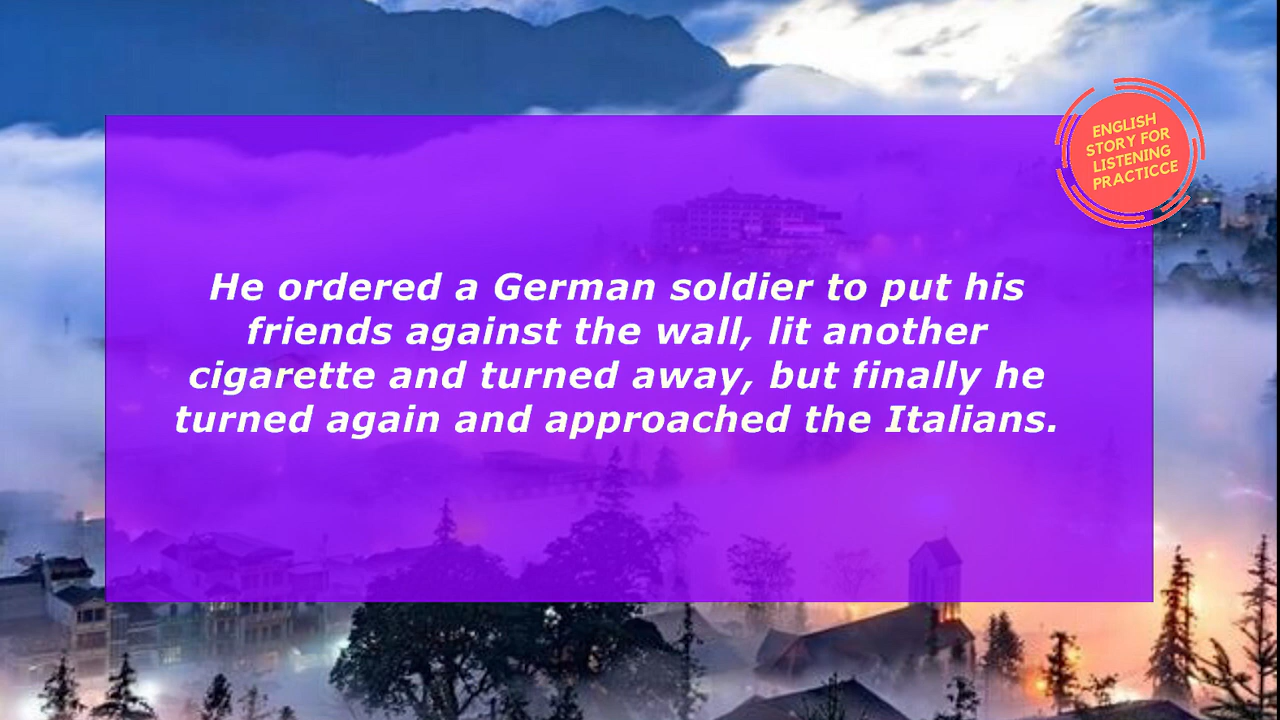 ENGLISH
STORY FOR
LISTENING
PRACTICCE
He ordered a German soldier to put his
friends against the wall, lit another
cigarette and turned away, but finally he
turned again and approached the Italians.